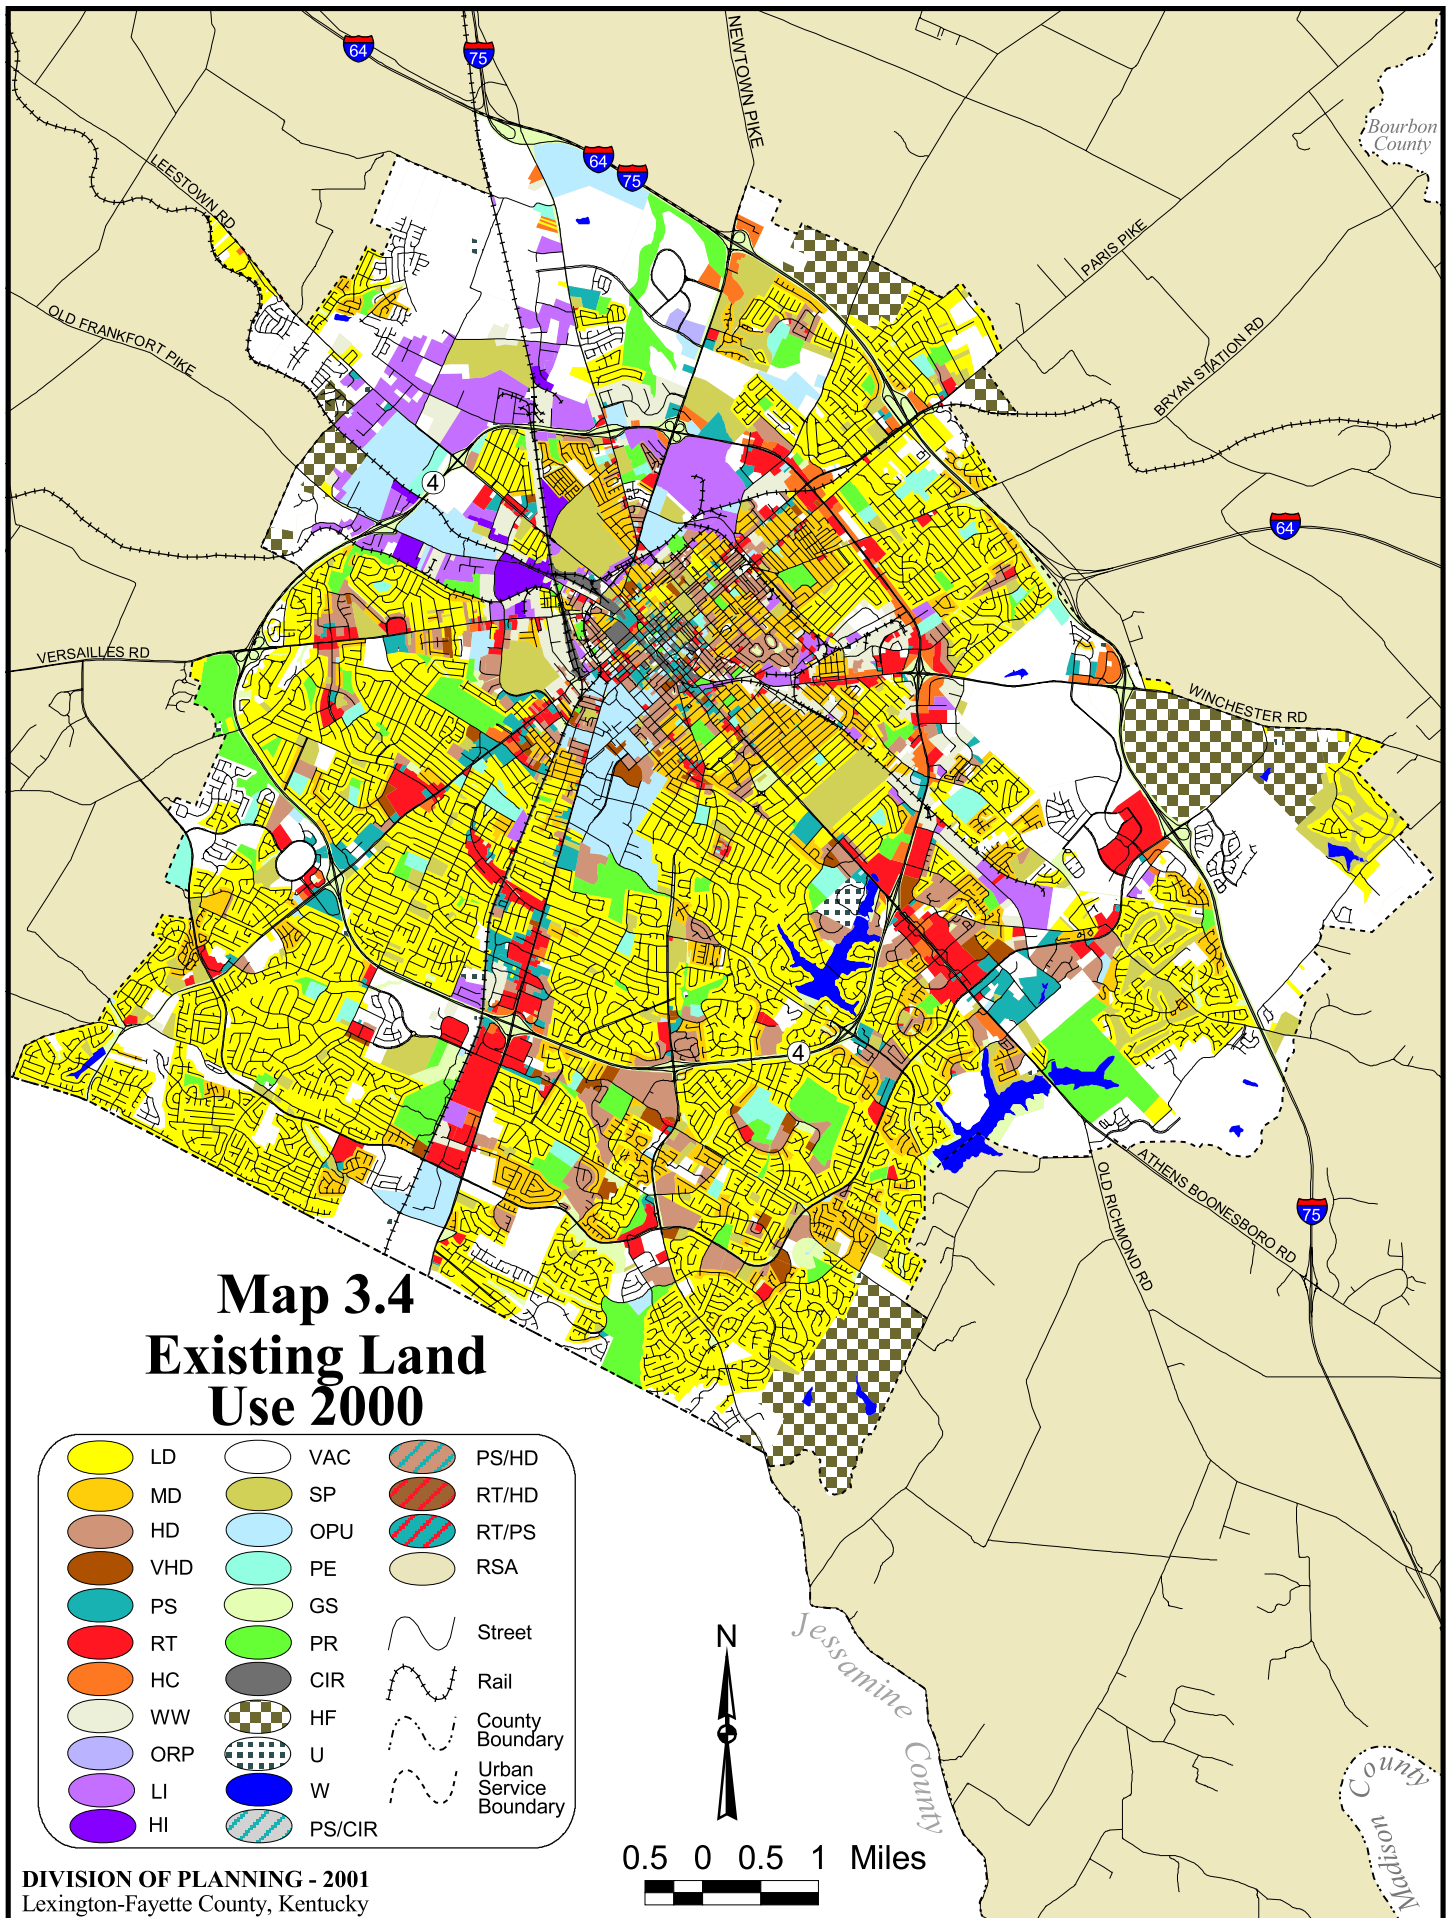 64
75
NEWTOWN PIKE
Bourbon
County
64
75
LEESTOWN RD
PARIS PIKE
OLD FRANKFORT PIKE
BRYAN STATION RD
4
64
VERSAILLES RD
WINCHESTER RD
4
ATHENS BOONESBORO RD
OLD RICHMOND RD
75
Map 3.4
Existing Land
Use 2000
LD
MD
HD
VHD
PS
RT
HC
WW
ORP
LI
HI
VAC
SP
OPU
PE
GS
PR
CIR
HF
U
W
PS/CIR
PS/HD
RT/HD
RT/PS
RSA
Street
Rail
County
Boundary
Urban
Service
Boundary
N
Jessamine
County
Madison County
0.5 0 0.5 1 Miles
DIVISION OF PLANNING - 2001
Lexington-Fayette County, Kentucky